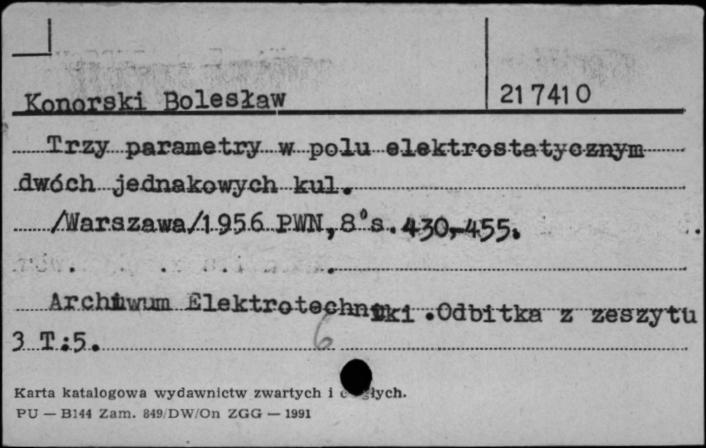 Konorski Bolesław 217410
Trzy parametry w polu elektrostatycznym
dwóch jednakowych kul.
/Warszawa/1956 PWN, 8° s. 430-455.
Archiwum Elektrotechniki. Odbitka z zeszytu
3 T:5.
6
Karta katalogowa wydawnictw zwartych i
PU — B144 Zam. 849/DW/On ZGG — 1991